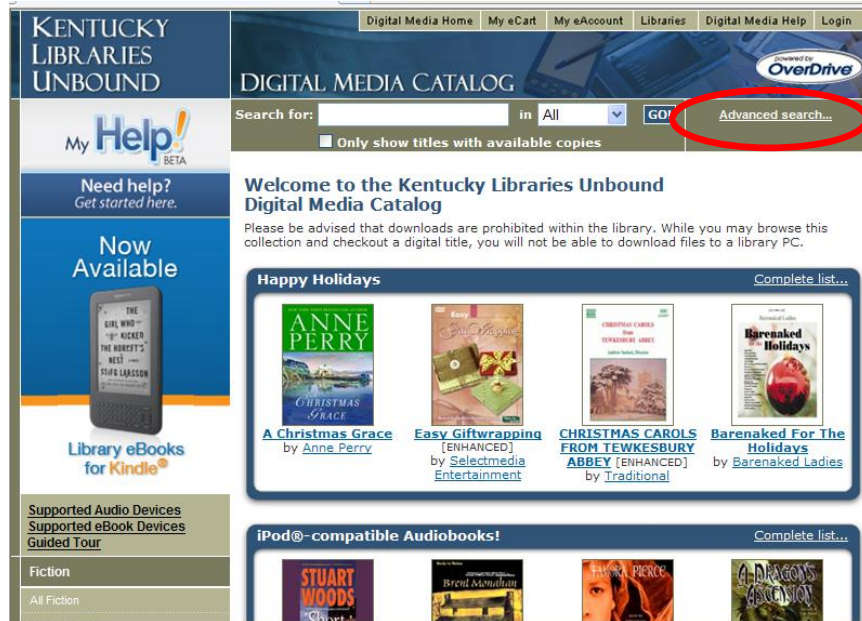 Digital Media Home My eCart My eAccount Libraries Digital Media Help Login
KENTUCKY
LIBRARIES
UNBOUND
DIGITAL MEDIA CATALOG
powered by
OverDrive
Search for: in All GO! Advanced search...
Only show titles with available copies
My Help!
BETA
Need help?
Get started here.
Now
Available
THE
GIRL WHO
KICKED
THE HORNET'S
NEST
STIEG LARSSON
Library eBooks
for Kindle®
Supported Audio Devices
Supported eBook Devices
Guided Tour
Fiction
All Fiction
Welcome to the Kentucky Libraries Unbound
Digital Media Catalog
Please be advised that downloads are prohibited within the library. While you may browse this
collection and checkout a digital title, you will not be able to download files to a library PC.
Happy Holidays Complete list...
ANNE
PERRY
CHRISTMAS
GRACE
Easy
Gift Wrapping
CHRISTMAS CAROLS
from
TEWKESBURY ABBEY
Barenaked Ladies
Barenaked
for the Holidays
A Christmas Grace
by Anne Perry
Easy Giftwrapping
[ENHANCED]
by Selectmedia
Entertainment
CHRISTMAS CAROLS
FROM TEWKESBURY
ABBEY [ENHANCED]
by Traditional
Barenaked For The
Holidays
by Barenaked Ladies
iPod®-compatible Audiobooks! Complete list...
STUART
WOODS
Short
Brent Monahan
TAMORA PIERCE
A DRAGON'S
ASCENSION